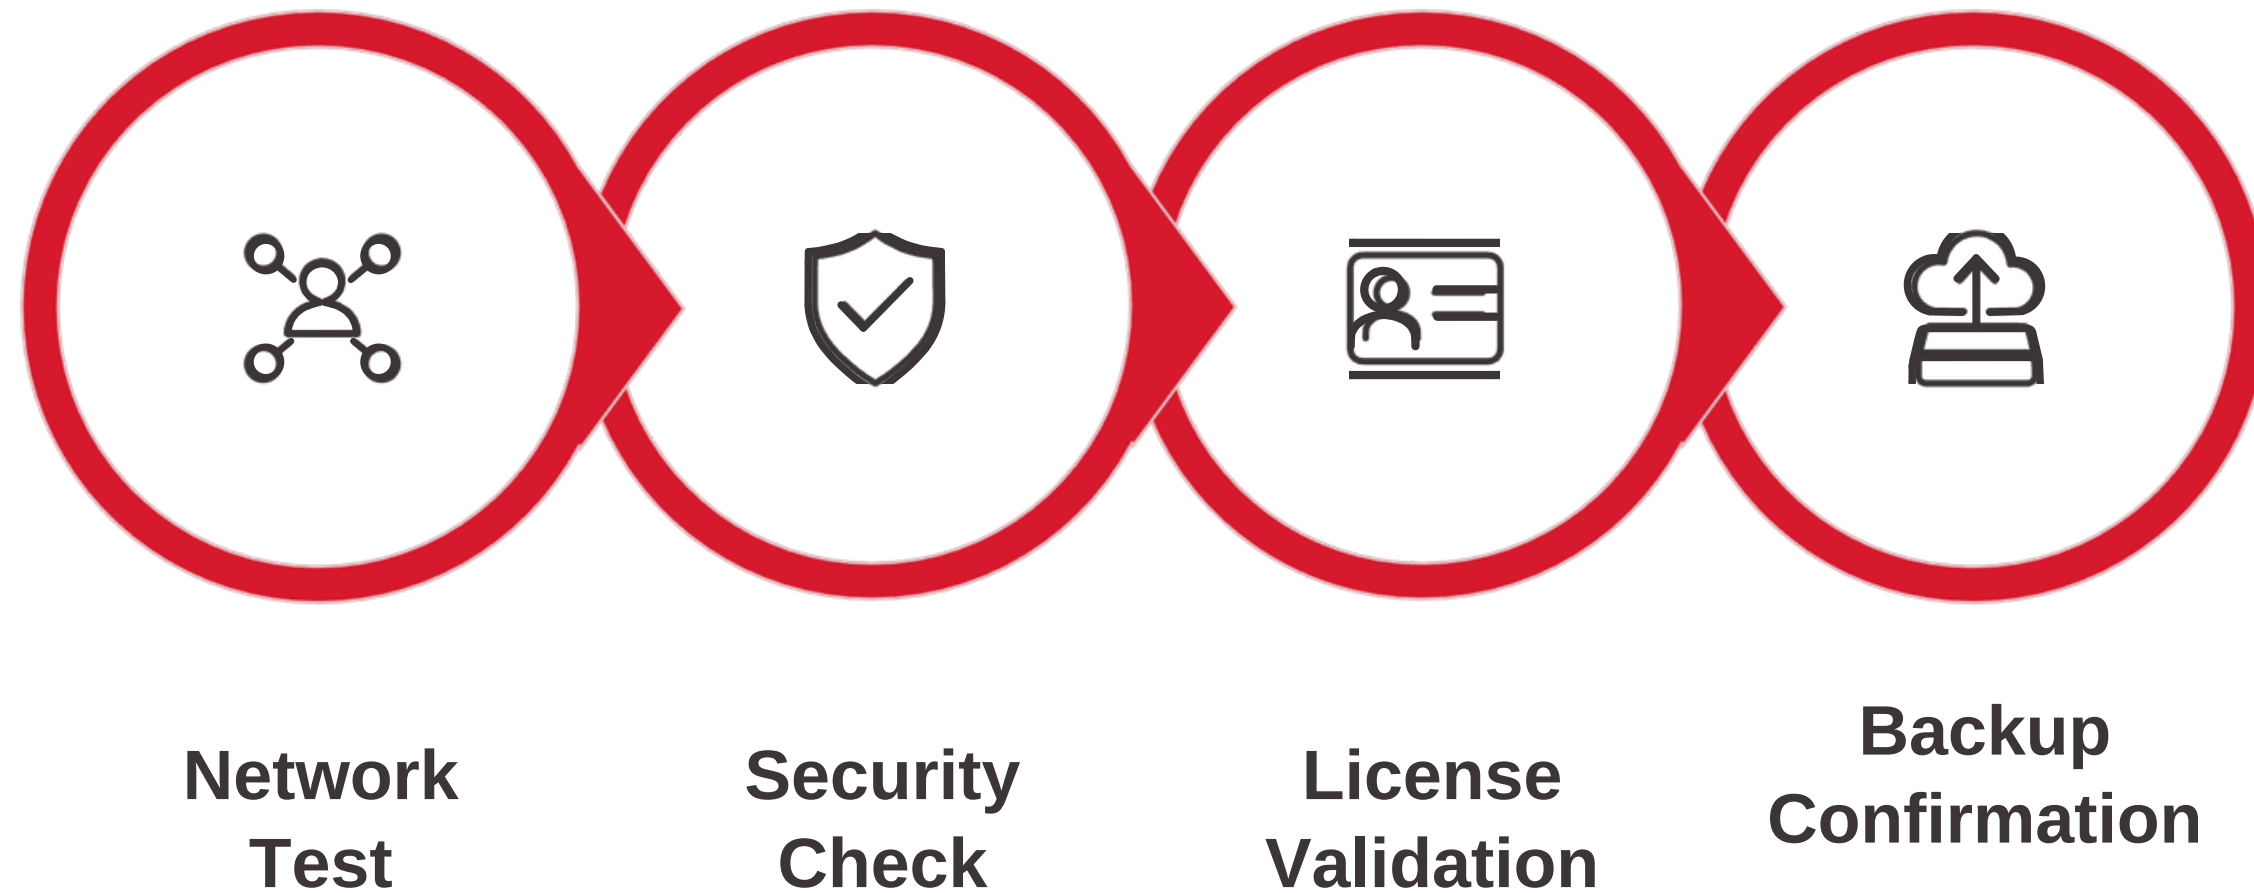 Network
Test
Security
Check
License
Validation
Backup
Confirmation